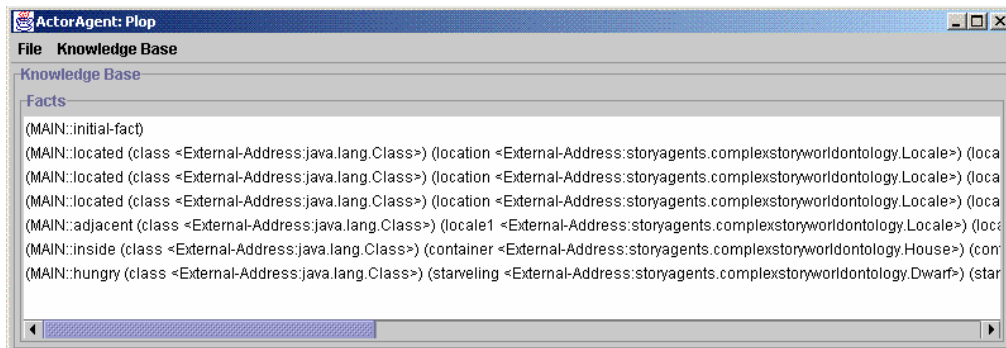 ActorAgent: Plop
File Knowledge Base
Knowledge Base
Facts
(MAIN::initial-fact)
(MAIN::located (class <External-Address:java.lang.Class>) (location <External-Address:storyagents.complexstoryworldontology.Locale>) (loca
(MAIN::located (class <External-Address:java.lang.Class>) (location <External-Address:storyagents.complexstoryworldontology.Locale>) (loca
(MAIN::located (class <External-Address:java.lang.Class>) (location <External-Address:storyagents.complexstoryworldontology.Locale>) (loca
(MAIN::adjacent (class <External-Address:java.lang.Class>) (locale1 <External-Address:storyagents.complexstoryworldontology.Locale>) (loca
(MAIN::inside (class <External-Address:java.lang.Class>) (container <External-Address:storyagents.complexstoryworldontology.House>) (con
(MAIN::hungry (class <External-Address:java.lang.Class>) (starveling <External-Address:storyagents.complexstoryworldontology.Dwarf>) (star